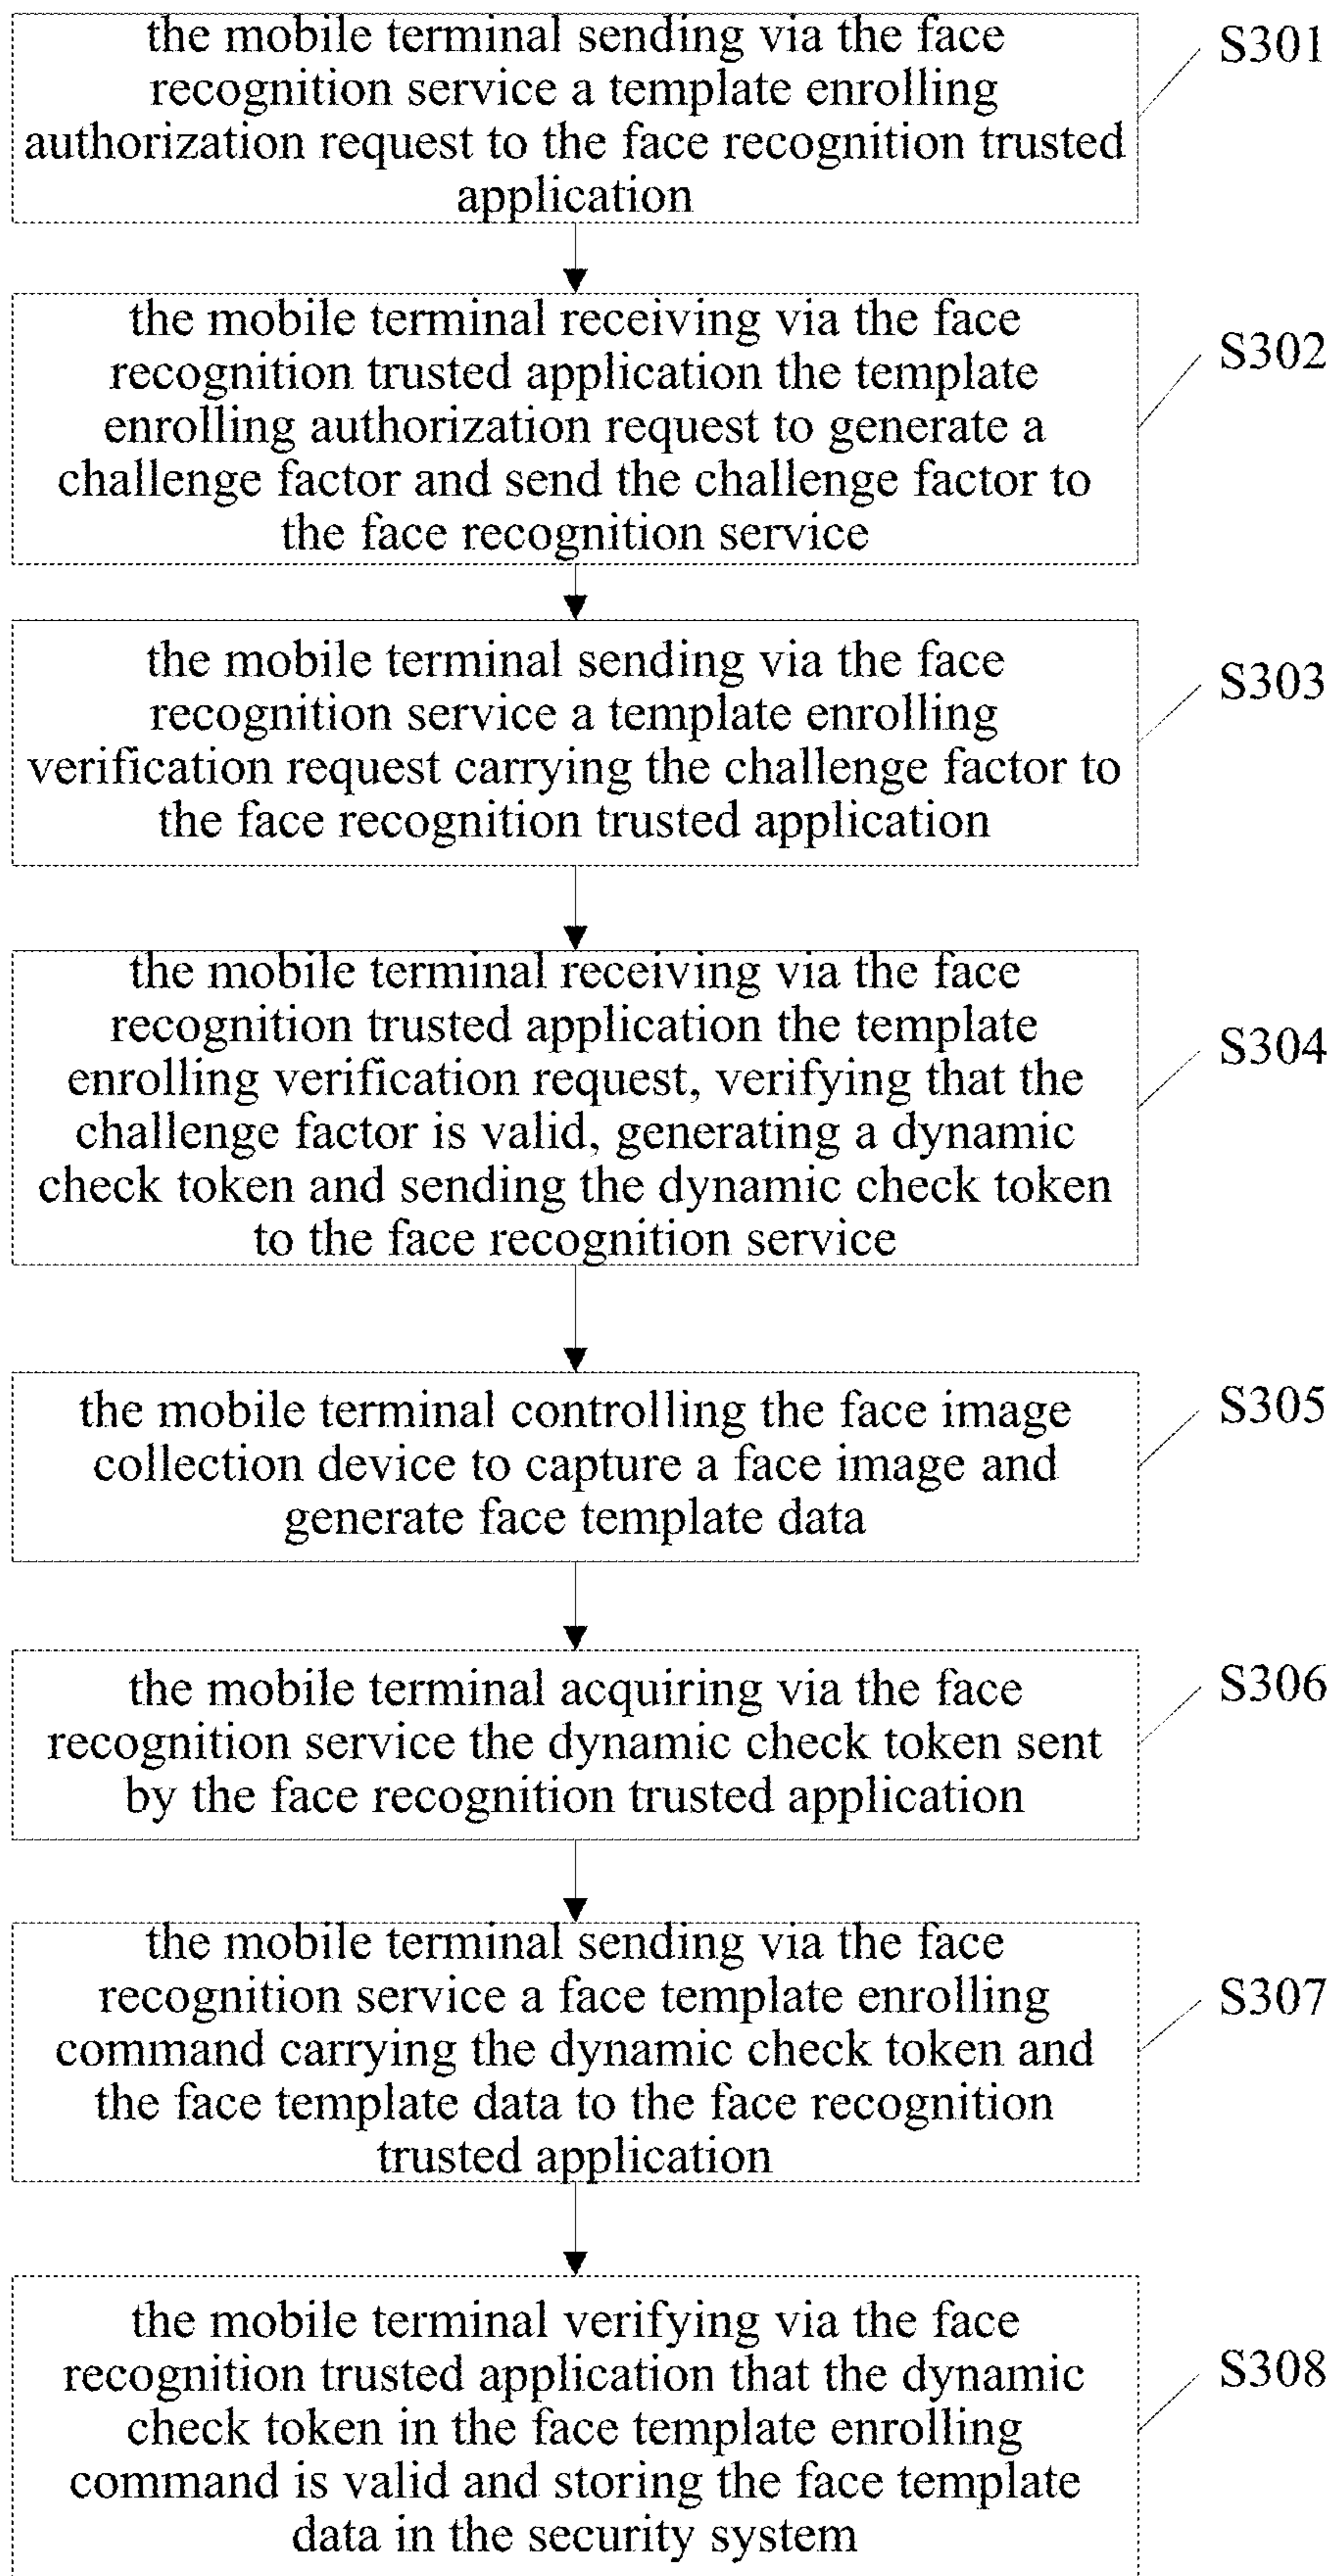 the mobile terminal sending via the face
recognition service a template enrolling
authorization request to the face recognition trusted
application
S301
the mobile terminal receiving via the face
recognition trusted application the template
enrolling authorization request to generate a
challenge factor and send the challenge factor to
the face recognition service
S302
the mobile terminal sending via the face
recognition service a template enrolling
verification request carrying the challenge factor to
the face recognition trusted application
S303
the mobile terminal receiving via the face
recognition trusted application the template
enrolling verification request, verifying that the
challenge factor is valid, generating a dynamic
check token and sending the dynamic check token
to the face recognition service
S304
the mobile terminal controlling the face image
collection device to capture a face image and
generate face template data
S305
the mobile terminal acquiring via the face
recognition service the dynamic check token sent
by the face recognition trusted application
S306
the mobile terminal sending via the face
recognition service a face template enrolling
command carrying the dynamic check token and
the face template data to the face recognition
trusted application
S307
the mobile terminal verifying via the face
recognition trusted application that the dynamic
check token in the face template enrolling
command is valid and storing the face template
data in the security system
S308